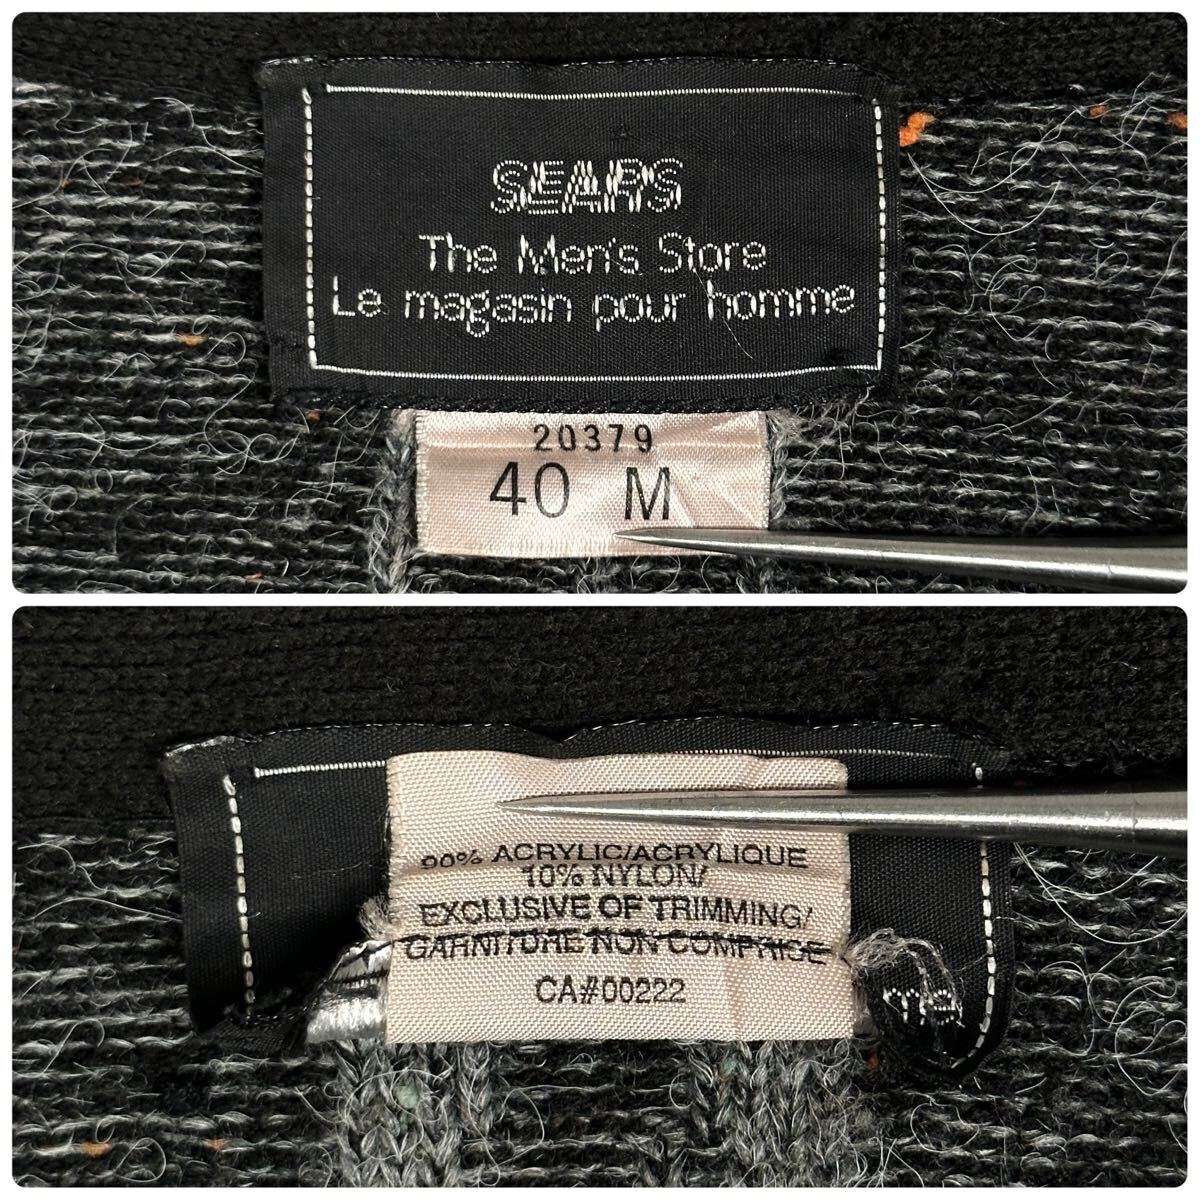 SEARS
The Men's Store
Le magasin pour homme
20379
40 M
90% ACRYLIC/ACRYLIQUE
10% NYLON/
EXCLUSIVE OF TRIMMING/
GARNITURE NON COMPRISE
CA#00222